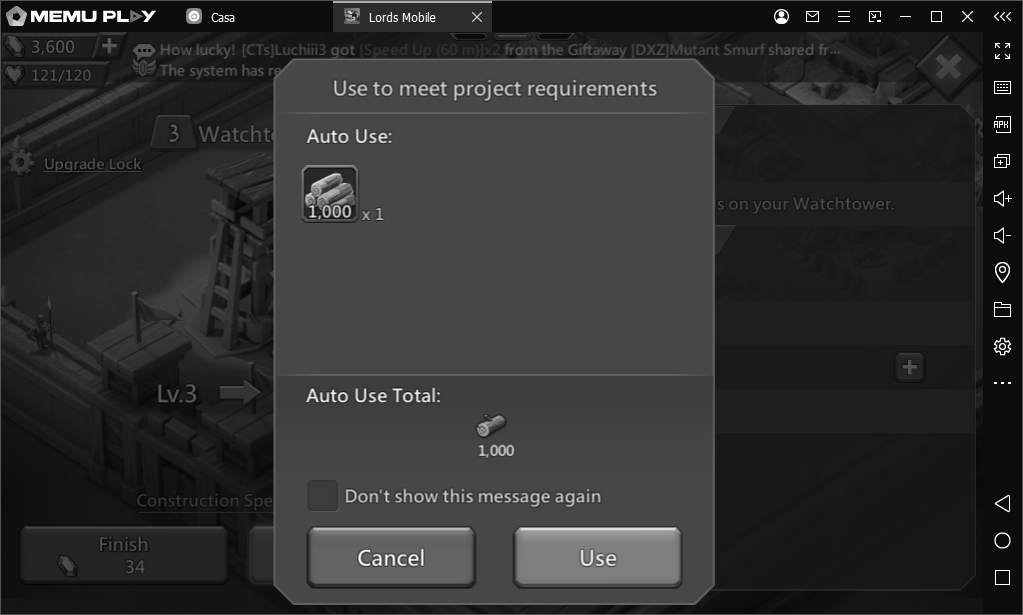 MEMU PLAY
Casa
Lords Mobile
3,600
121/120
How lucky! (CTs)Luchiii3 got [Speed Up (60 m)]x2 from the Giftaway [DXZ]Mutant Smurf shared fr...
The system has re
Use to meet project requirements
3 Watchto
Upgrade Lock
Auto Use:
1,000 x 1
s on your Watchtower.
Lv.3
Auto Use Total:
1,000
Don't show this message again
Construction Spe
Finish
34
Cancel
Use
APK